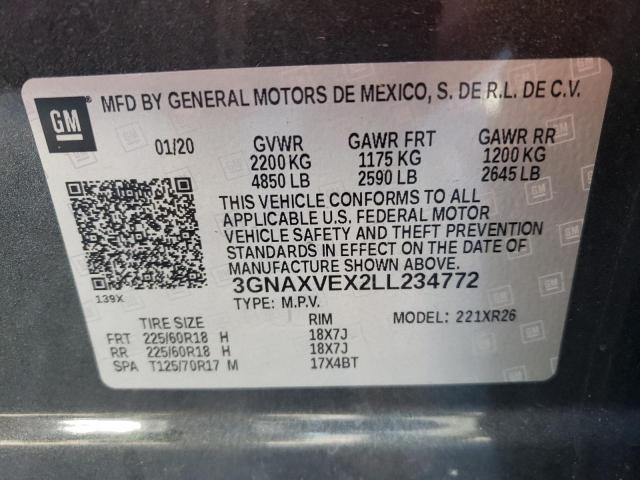 GM
MFD BY GENERAL MOTORS DE MEXICO, S. DE R.L. DE C.V.
01/20 GVWR GAWR FRT GAWR RR
2200 KG 1175 KG 1200 KG
4850 LB 2590 LB 2645 LB
THIS VEHICLE CONFORMS TO ALL
APPLICABLE U.S. FEDERAL MOTOR
VEHICLE SAFETY AND THEFT PREVENTION
STANDARDS IN EFFECT ON THE DATE OF
MANUFACTURE SHOWN ABOVE.
139X
3GNAXVEX2LL234772
TYPE: M.P.V.
TIRE SIZE RIM MODEL: 221XR26
FRT 225/60R18 H 18X7J
RR 225/60R18 H 18X7J
SPA T125/70R17 M 17X4BT